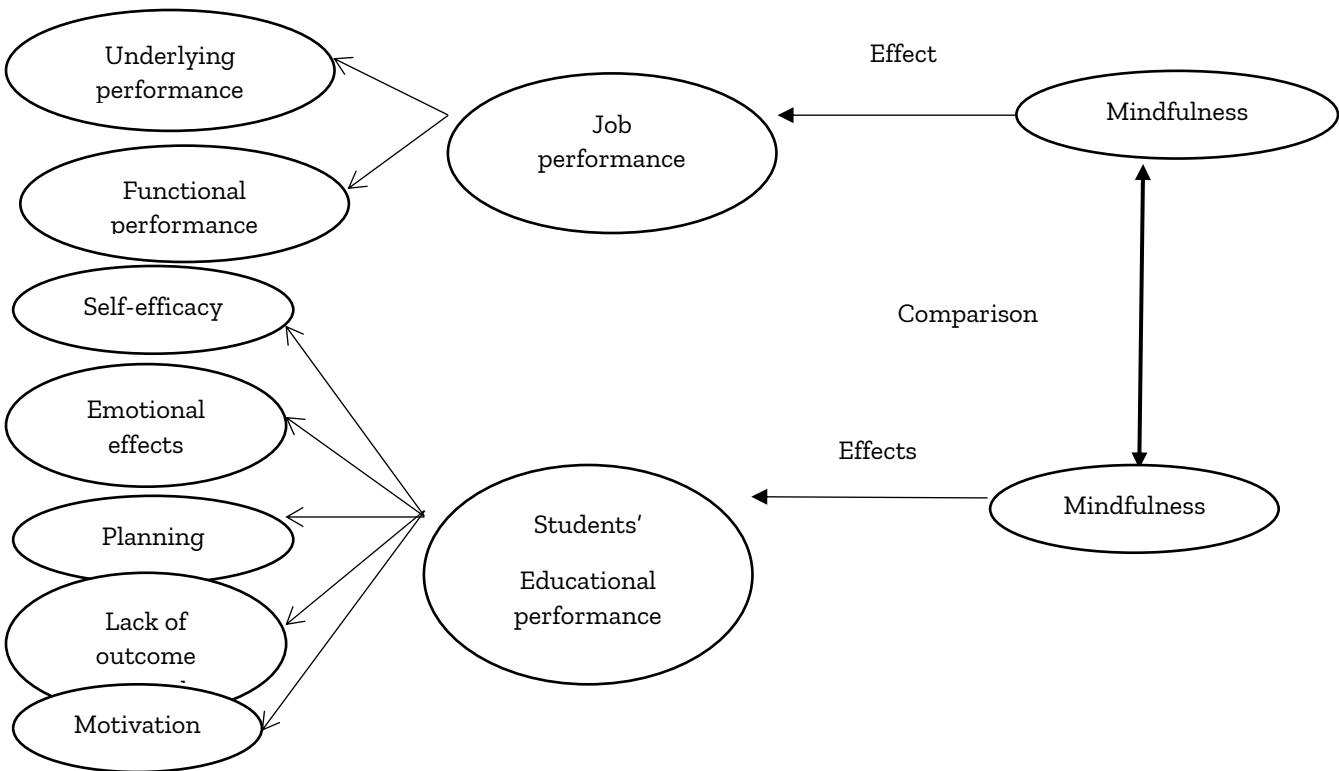 Underlying
performance
Effect
Mindfulness
Job
performance
Functional
performance
Self-efficacy
Comparison
Emotional
effects
Effects
Planning
Students’
Educational
performance
Mindfulness
Lack of
outcome
Motivation